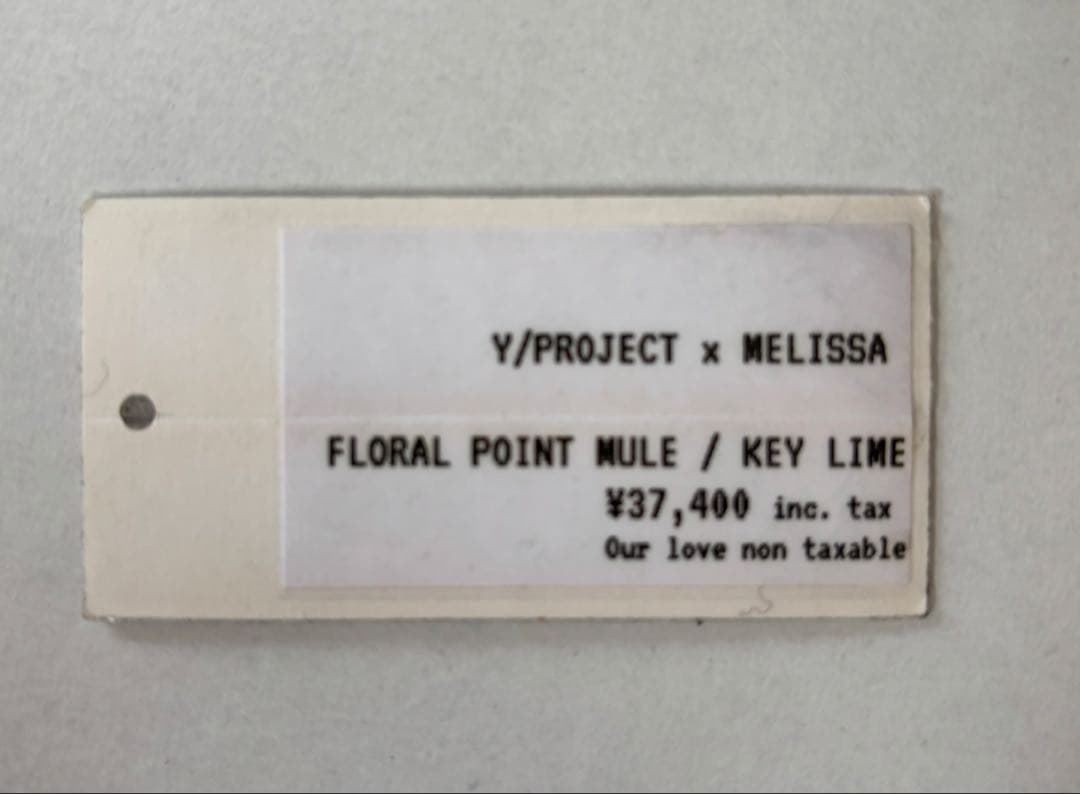 Y/PROJECT x MELISSA
FLORAL POINT MULE / KEY LIME
¥37,400 inc. tax
Our love non taxable